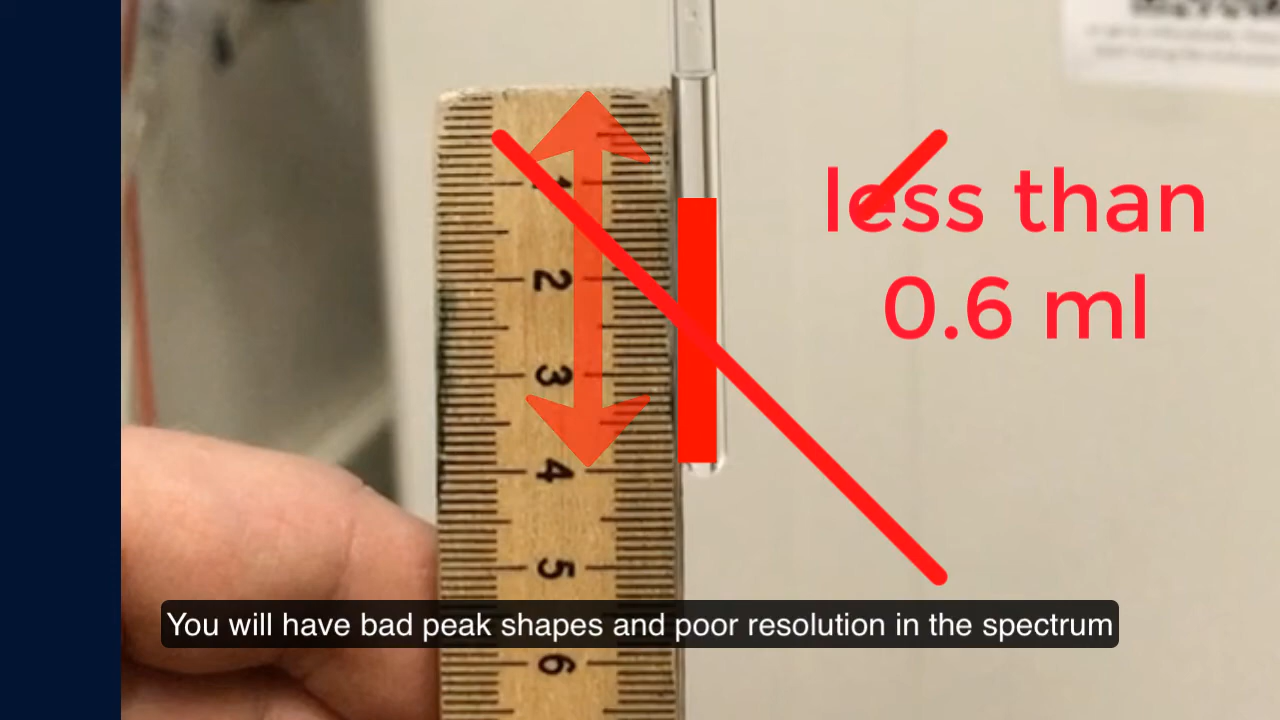 less than
0.6 ml
1
2
3
4
5
6
You will have bad peak shapes and poor resolution in the spectrum